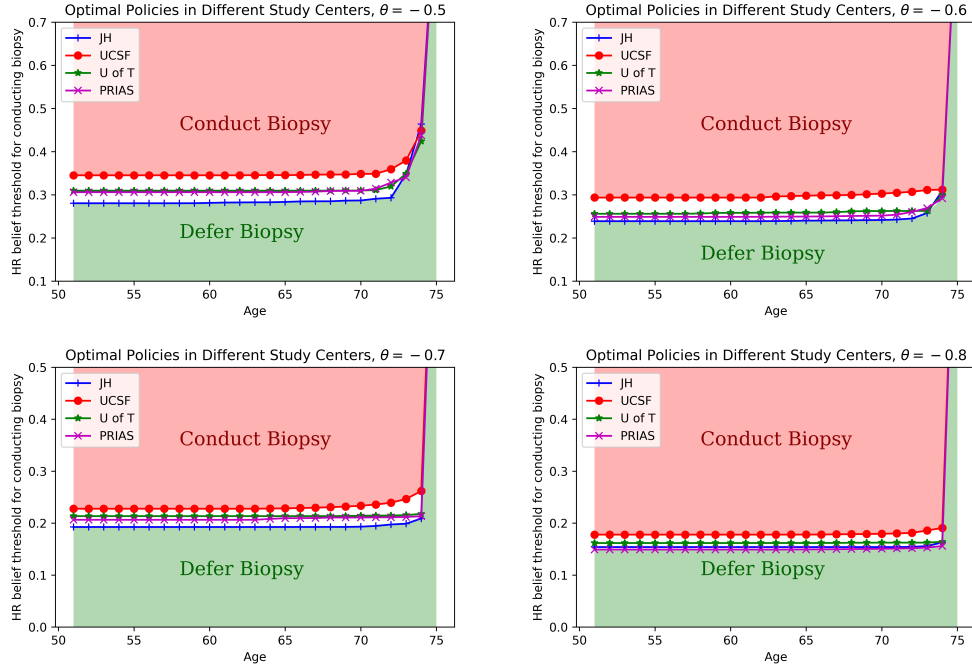 Optimal Policies in Different Study Centers, θ = −0.5
HR belief threshold for conducting biopsy
0.7
0.6
0.5
0.4
0.3
0.2
0.1
JH
UCSF
U of T
PRIAS
Conduct Biopsy
Defer Biopsy
50 55 60 65 70 75
Age
Optimal Policies in Different Study Centers, θ = −0.6
HR belief threshold for conducting biopsy
0.7
0.6
0.5
0.4
0.3
0.2
0.1
JH
UCSF
U of T
PRIAS
Conduct Biopsy
Defer Biopsy
50 55 60 65 70 75
Age
Optimal Policies in Different Study Centers, θ = −0.7
HR belief threshold for conducting biopsy
0.5
0.4
0.3
0.2
0.1
0.0
JH
UCSF
U of T
PRIAS
Conduct Biopsy
Defer Biopsy
50 55 60 65 70 75
Age
Optimal Policies in Different Study Centers, θ = −0.8
HR belief threshold for conducting biopsy
0.5
0.4
0.3
0.2
0.1
0.0
JH
UCSF
U of T
PRIAS
Conduct Biopsy
Defer Biopsy
50 55 60 65 70 75
Age